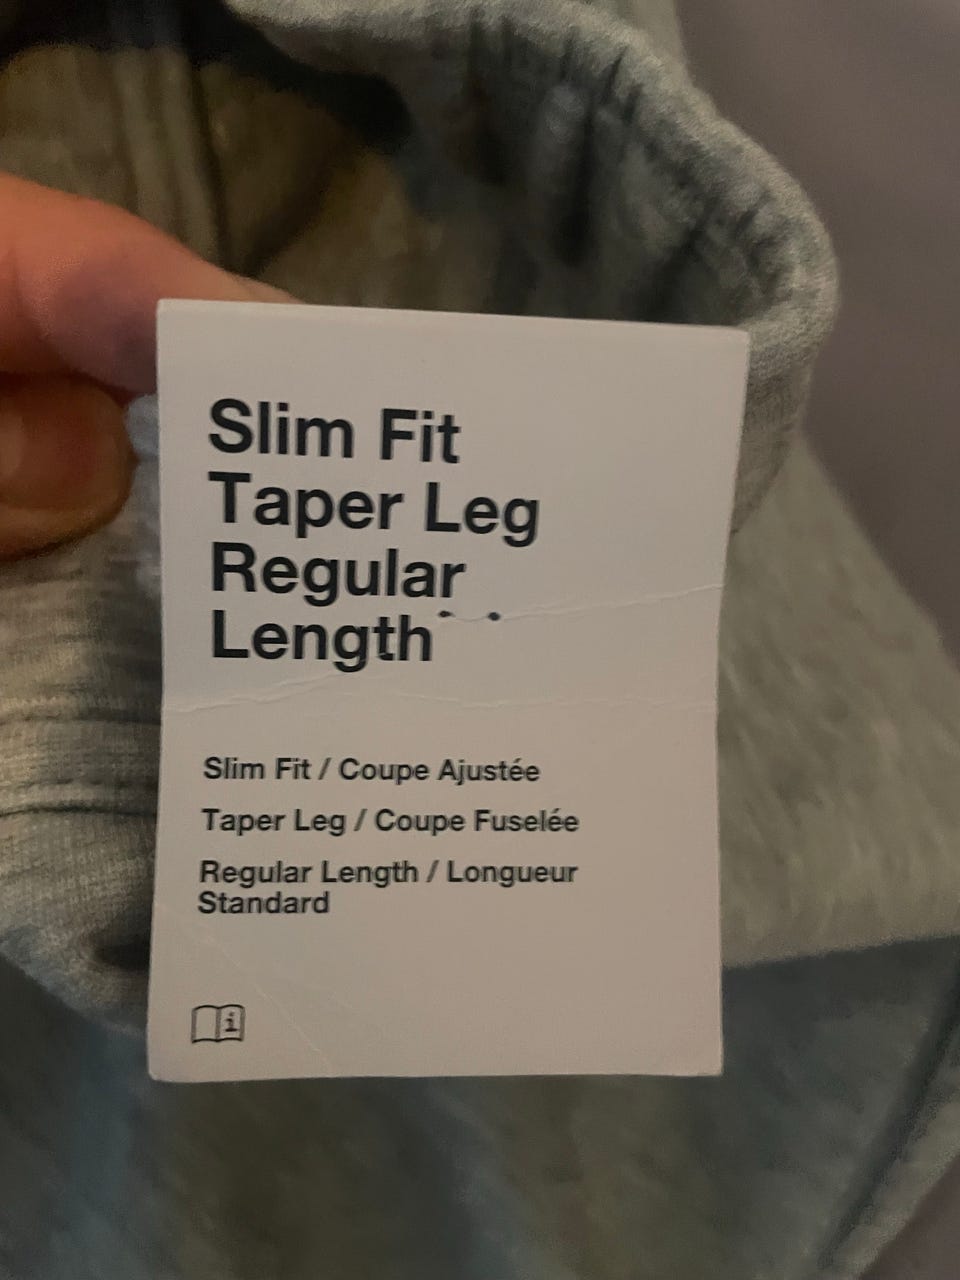 Slim Fit
Taper Leg
Regular
Length
Slim Fit / Coupe Ajustée
Taper Leg / Coupe Fuselée
Regular Length / Longueur
Standard
i